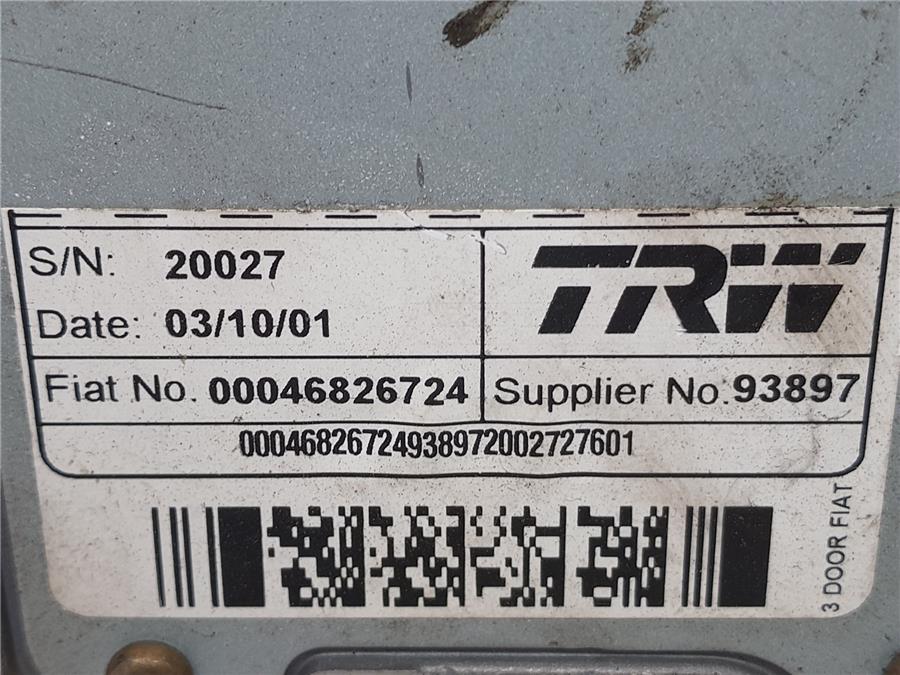 S/N: 20027
Date: 03/10/01
TRW
Fiat No. 00046826724
Supplier No. 93897
00046826724938972002727601
3 DOOR FIAT